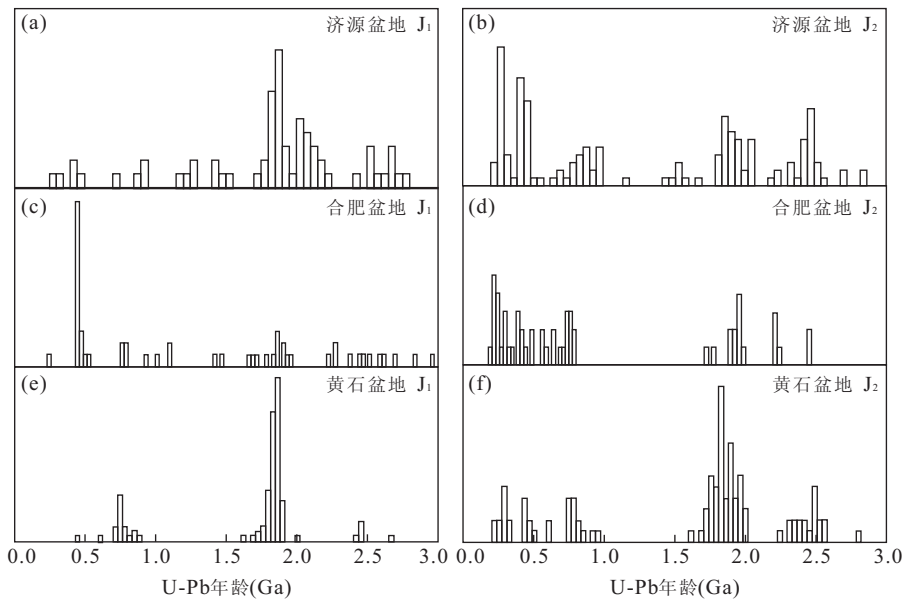 (a) 济源盆地 J₁
(b) 济源盆地 J₂
(c) 合肥盆地 J₁
(d) 合肥盆地 J₂
(e) 黄石盆地 J₁
(f) 黄石盆地 J₂
0.0 0.5 1.0 1.5 2.0 2.5 3.0
0.0 0.5 1.0 1.5 2.0 2.5 3.0
U-Pb年龄(Ga)
U-Pb年龄(Ga)